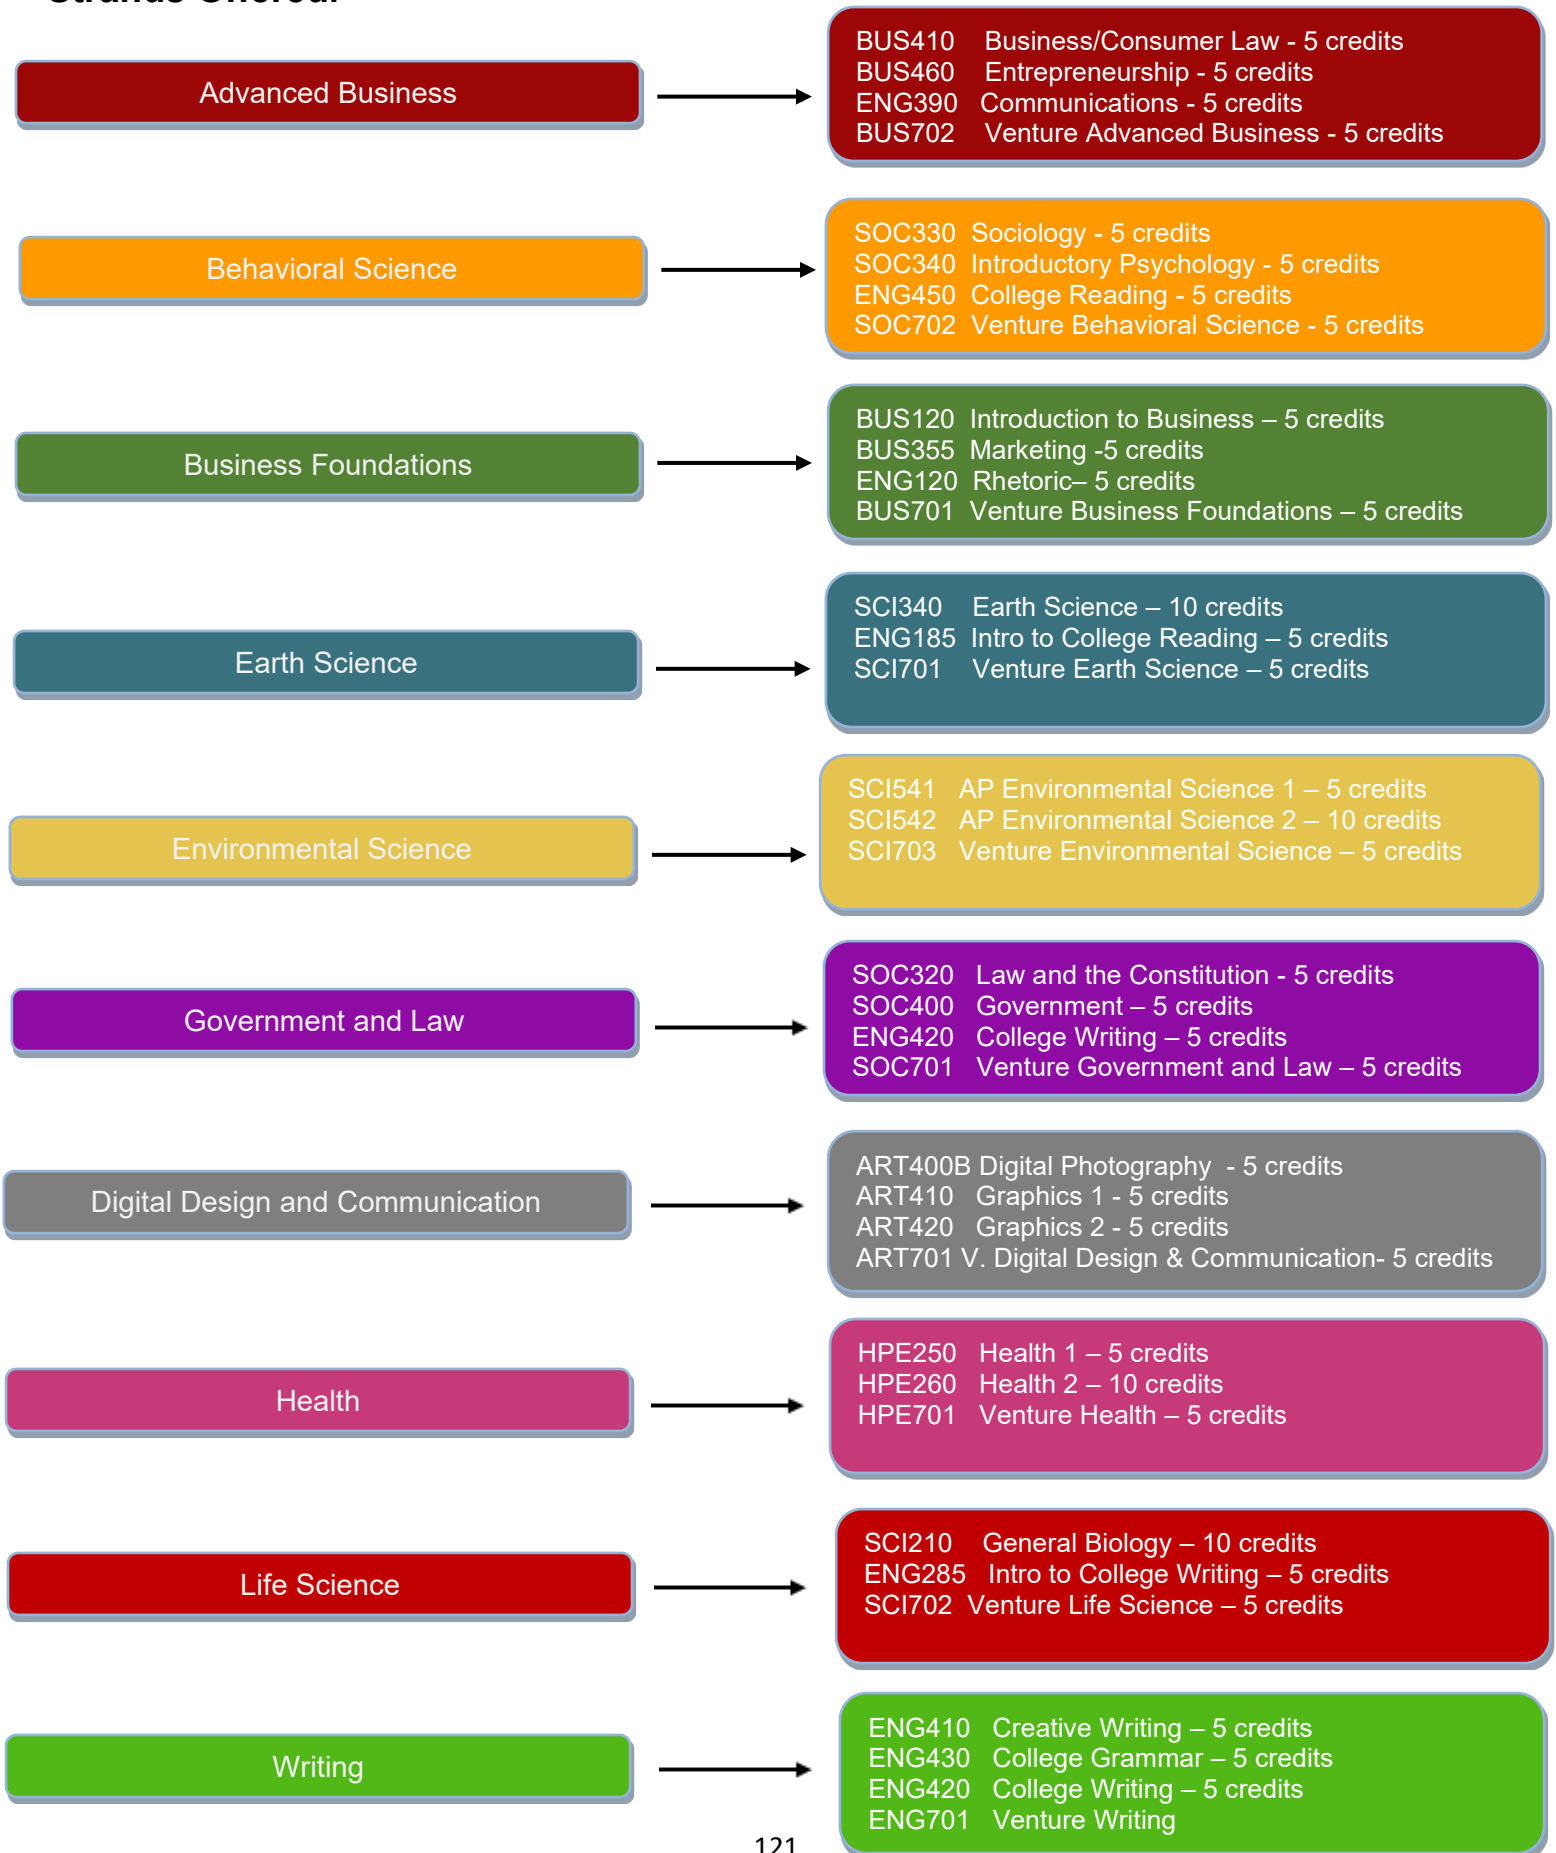 Strands Offered:
Advanced Business
BUS410 Business/Consumer Law - 5 credits
BUS460 Entrepreneurship - 5 credits
ENG390 Communications - 5 credits
BUS702 Venture Advanced Business - 5 credits
Behavioral Science
SOC330 Sociology - 5 credits
SOC340 Introductory Psychology - 5 credits
ENG450 College Reading - 5 credits
SOC702 Venture Behavioral Science - 5 credits
Business Foundations
BUS120 Introduction to Business – 5 credits
BUS355 Marketing -5 credits
ENG120 Rhetoric– 5 credits
BUS701 Venture Business Foundations – 5 credits
Earth Science
SCI340 Earth Science – 10 credits
ENG185 Intro to College Reading – 5 credits
SCI701 Venture Earth Science – 5 credits
Environmental Science
SCI541 AP Environmental Science 1 – 5 credits
SCI542 AP Environmental Science 2 – 10 credits
SCI703 Venture Environmental Science – 5 credits
Government and Law
SOC320 Law and the Constitution - 5 credits
SOC400 Government – 5 credits
ENG420 College Writing – 5 credits
SOC701 Venture Government and Law – 5 credits
Digital Design and Communication
ART400B Digital Photography - 5 credits
ART410 Graphics 1 - 5 credits
ART420 Graphics 2 - 5 credits
ART701 V. Digital Design & Communication- 5 credits
Health
HPE250 Health 1 – 5 credits
HPE260 Health 2 – 10 credits
HPE701 Venture Health – 5 credits
Life Science
SCI210 General Biology – 10 credits
ENG285 Intro to College Writing – 5 credits
SCI702 Venture Life Science – 5 credits
Writing
ENG410 Creative Writing – 5 credits
ENG430 College Grammar – 5 credits
ENG420 College Writing – 5 credits
ENG701 Venture Writing
121